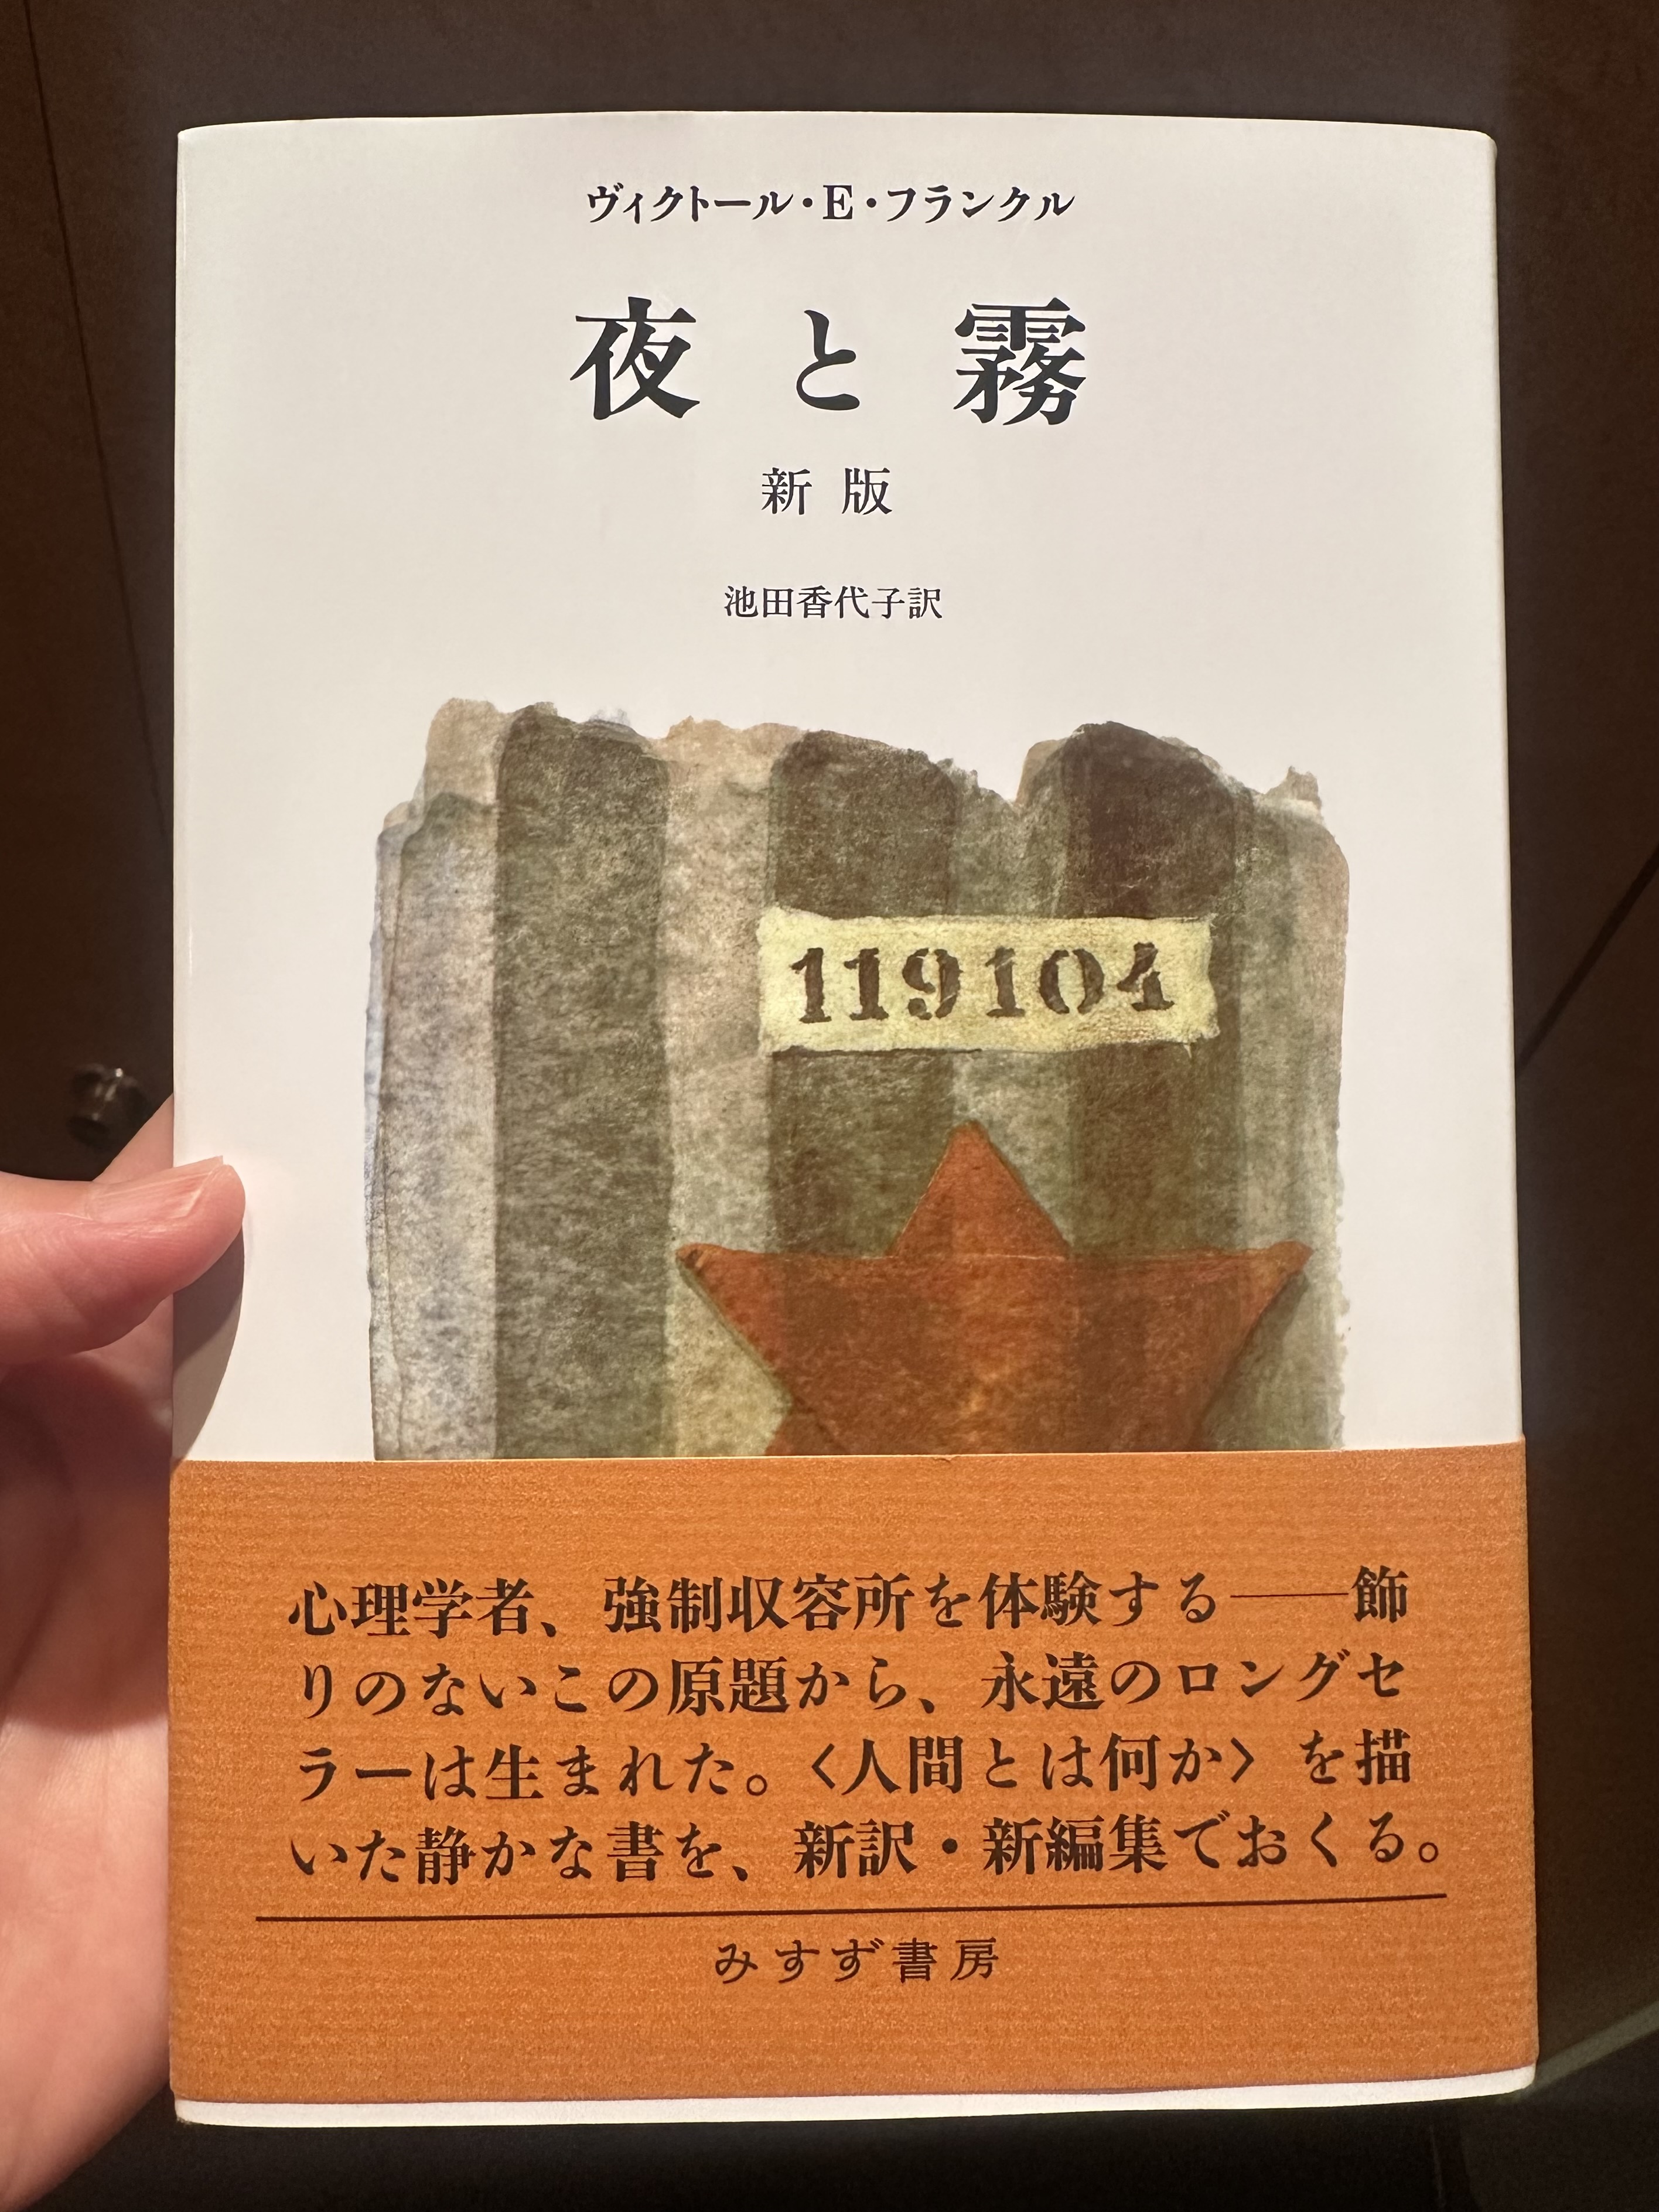 ヴィクトール・E・フランクル
夜と霧
新版
池田香代子訳
119104
心理学者、強制収容所を体験する――飾
りのないこの原題から、永遠のロングセ
ラーは生まれた。〈人間とは何か〉を描
いた静かな書を、新訳・新編集でおくる。
みすず書房